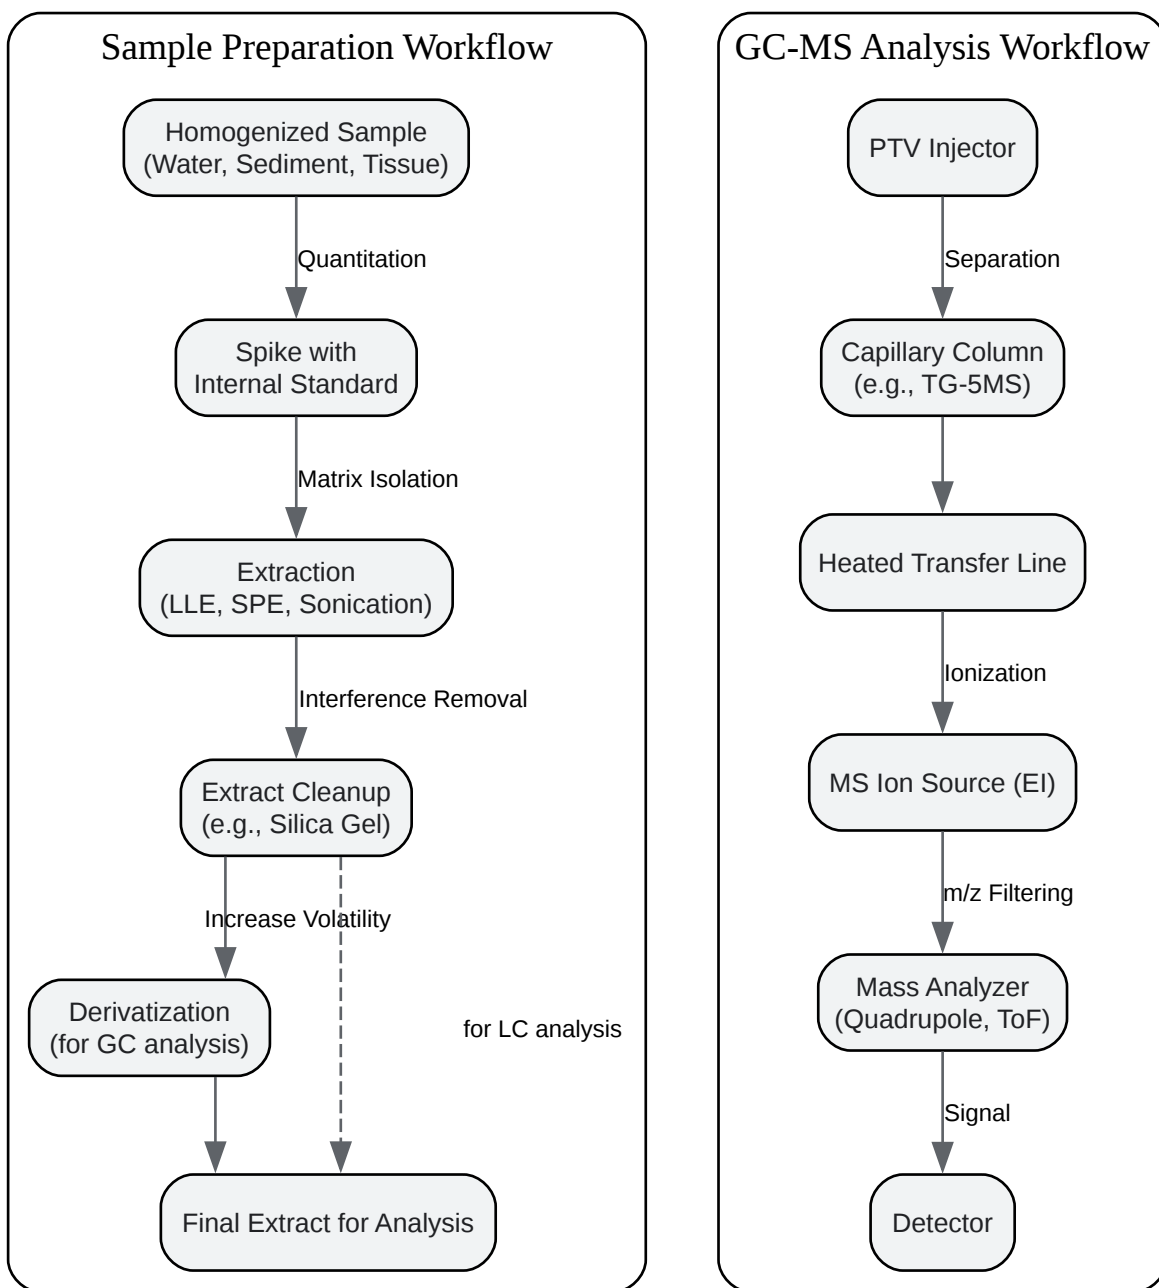 Sample Preparation Workflow
Homogenized Sample
(Water, Sediment, Tissue)
Quantitation
Spike with
Internal Standard
Matrix Isolation
Extraction
(LLE, SPE, Sonication)
Interference Removal
Extract Cleanup
(e.g., Silica Gel)
Increase Volatility
Derivatization
(for GC analysis)
for LC analysis
Final Extract for Analysis
GC-MS Analysis Workflow
PTV Injector
Separation
Capillary Column
(e.g., TG-5MS)
Heated Transfer Line
Ionization
MS Ion Source (EI)
m/z Filtering
Mass Analyzer
(Quadrupole, ToF)
Signal
Detector